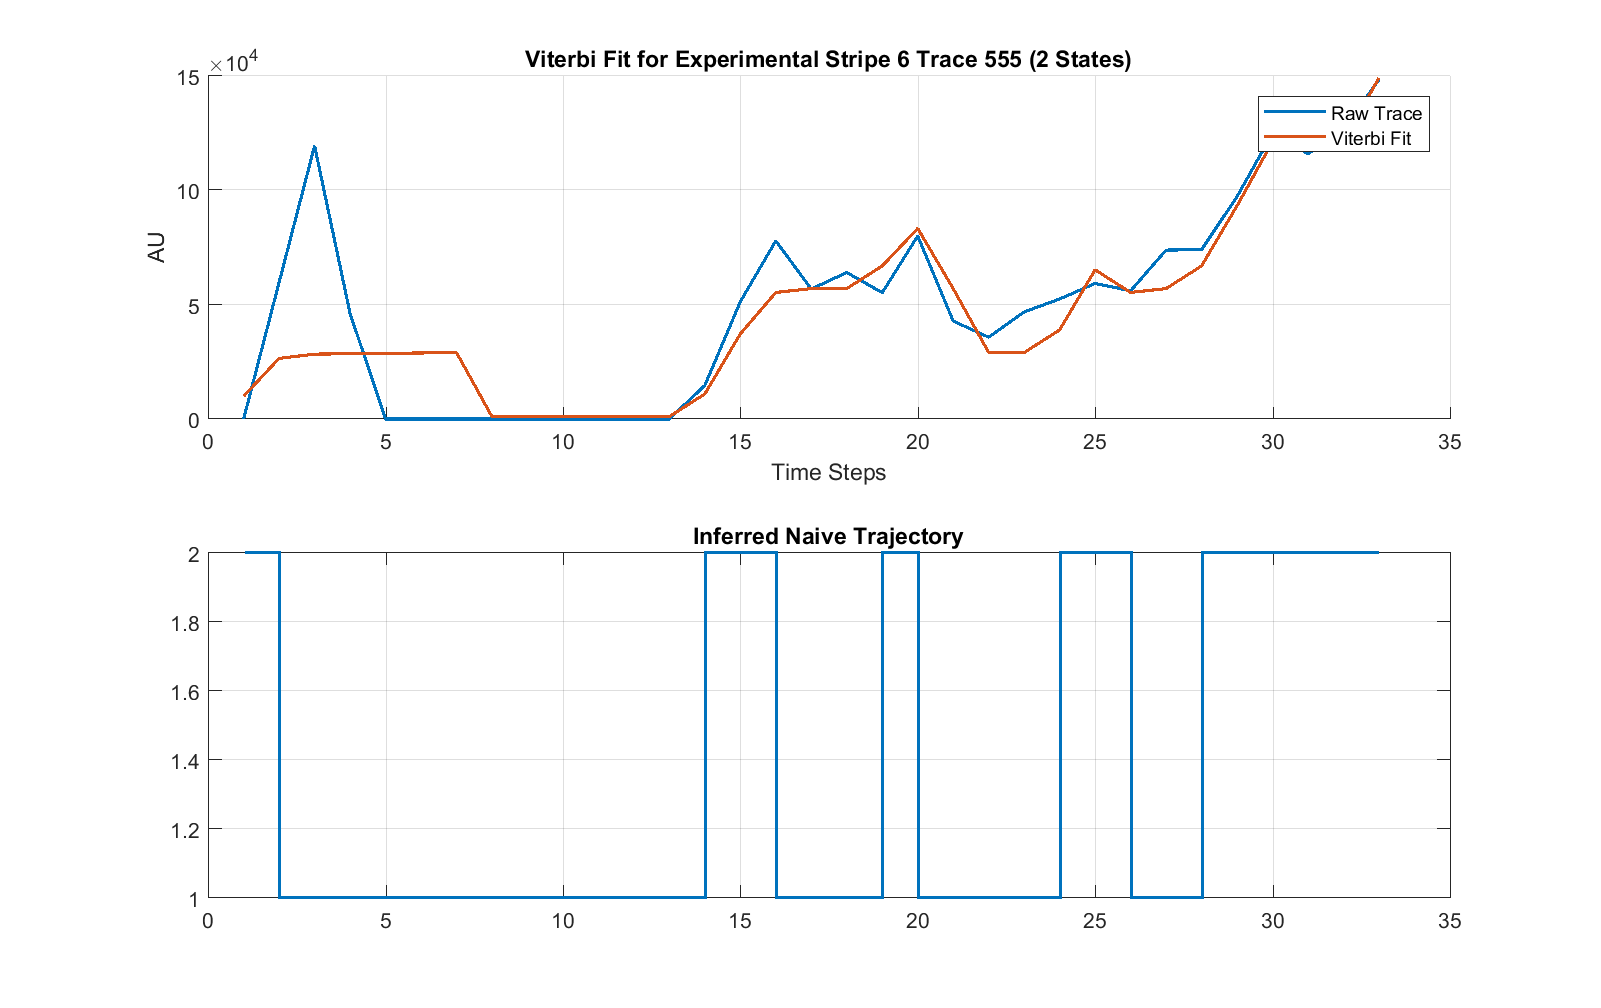 Viterbi Fit for Experimental Stripe 6 Trace 555 (2 States)
×10^4
15
10
5
0
AU
Raw Trace
Viterbi Fit
0 5 10 15 20 25 30 35
Time Steps
Inferred Naive Trajectory
2
1.8
1.6
1.4
1.2
1
0 5 10 15 20 25 30 35